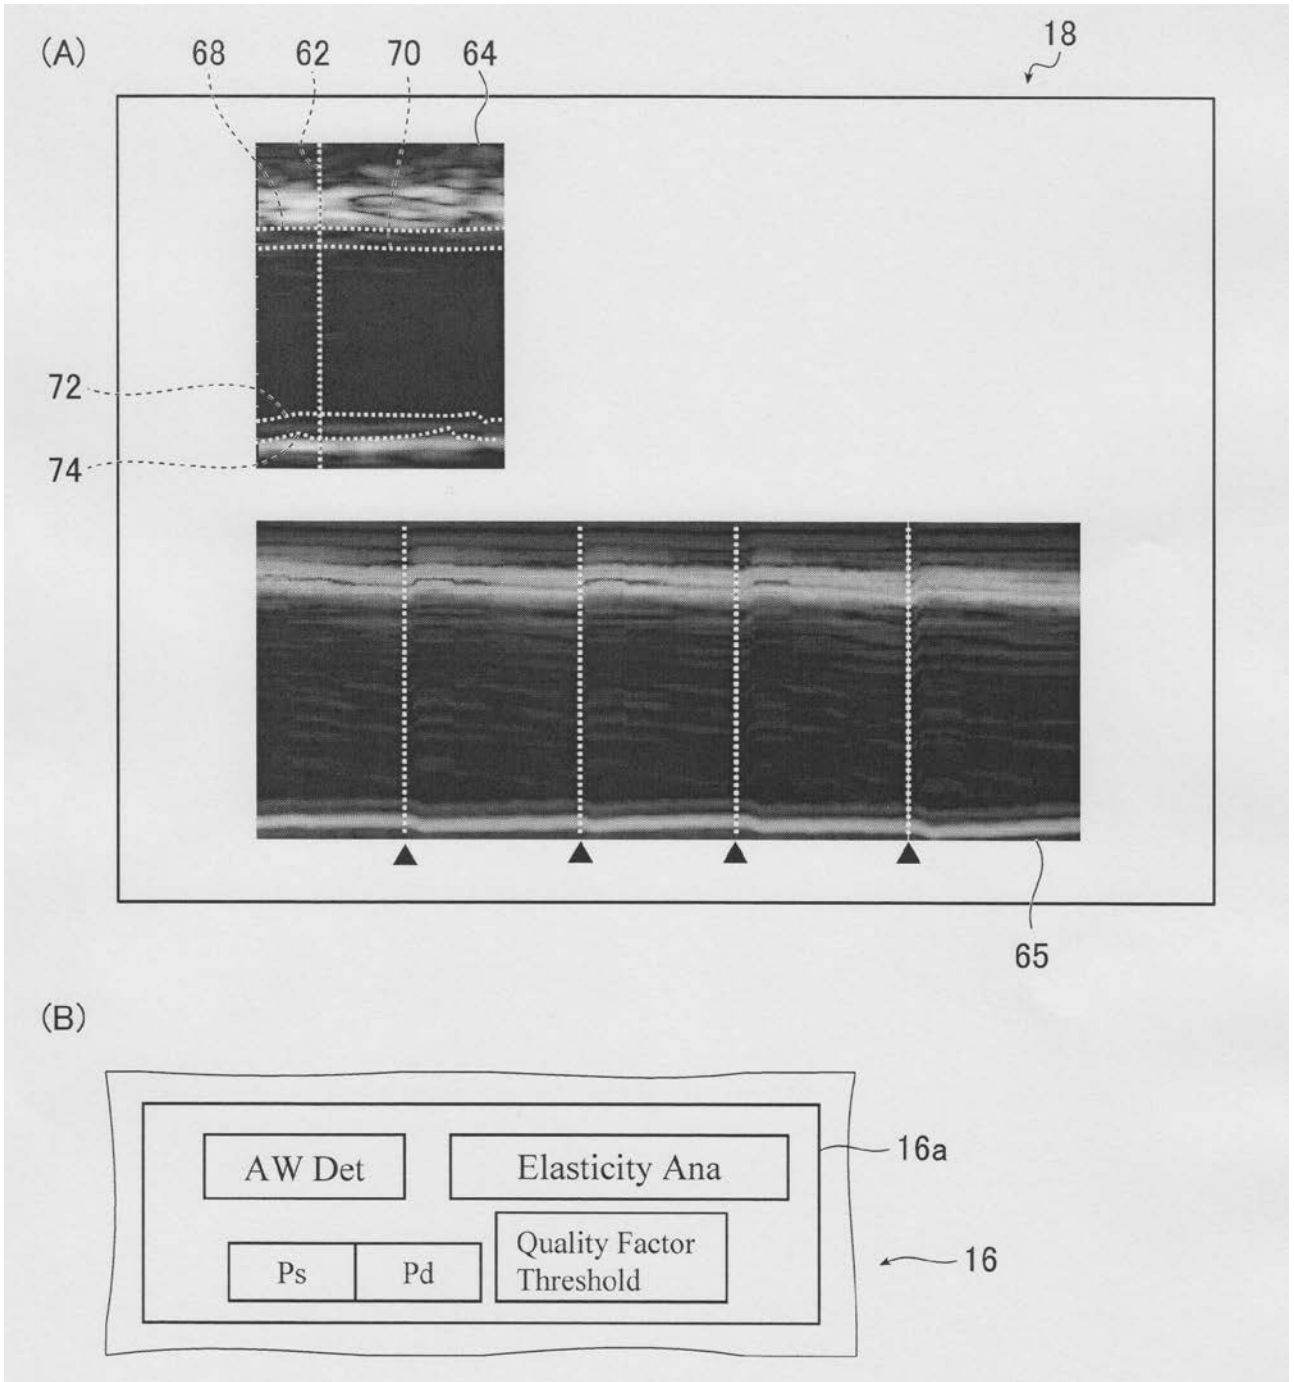 (A)
68 62 70 64
18
72
74
65
(B)
AW Det
Elasticity Ana
16a
Quality Factor
Threshold
Ps Pd
16